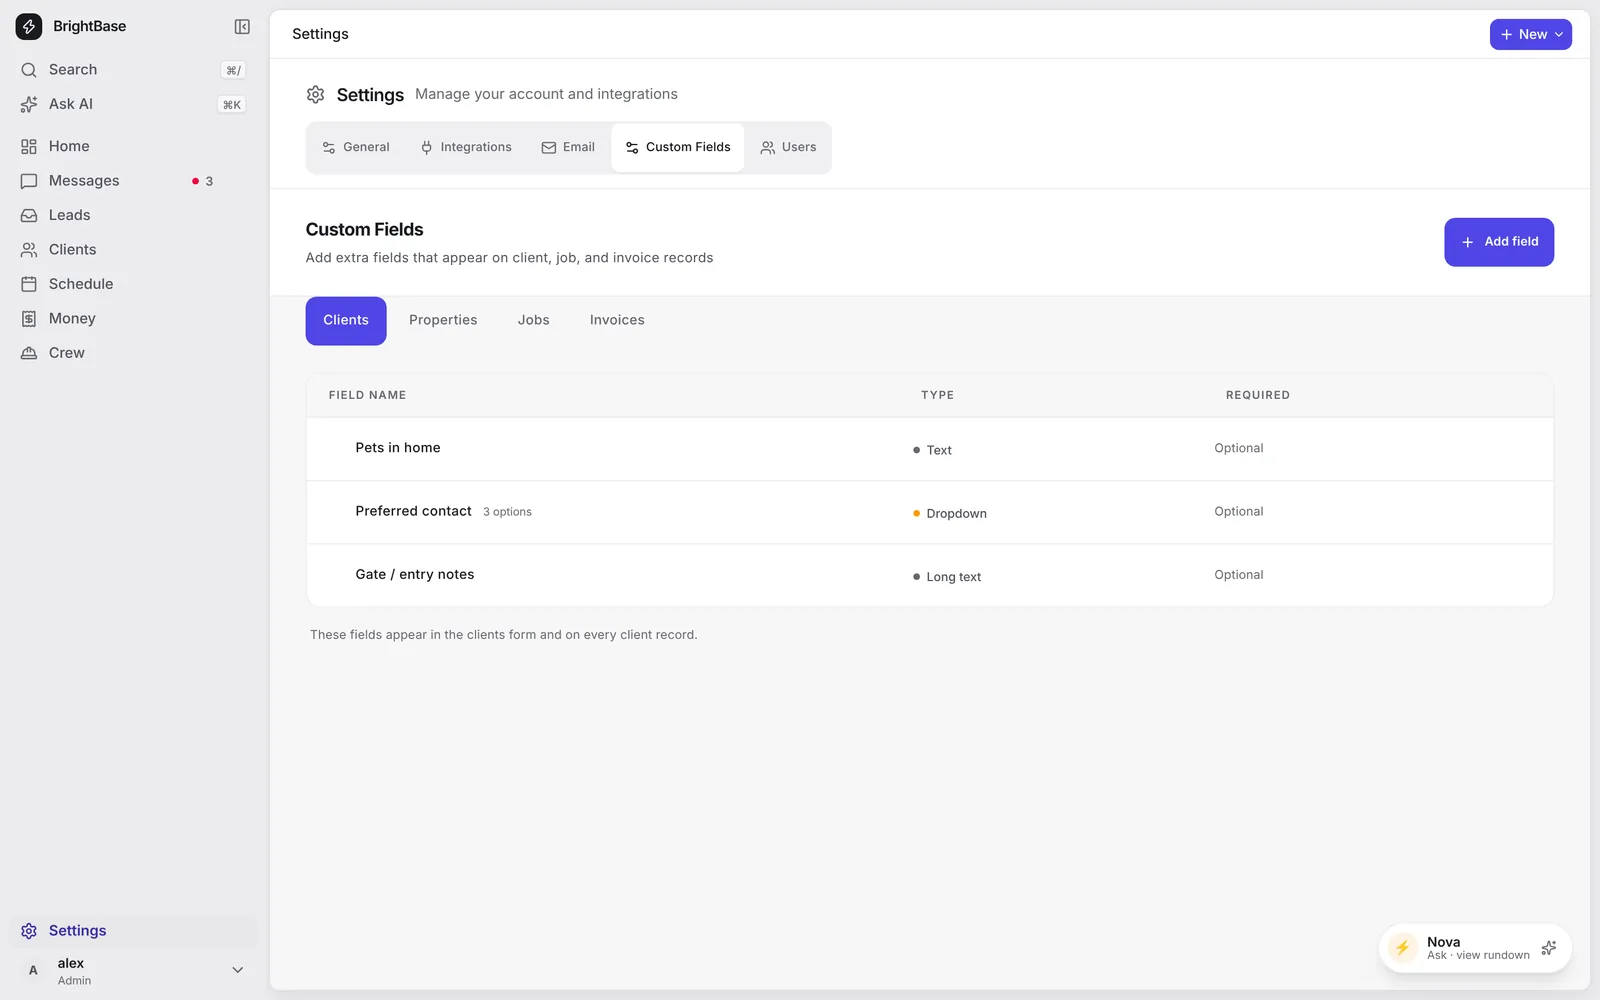 BrightBase
Search ⌘/
Ask AI ⌘K
Home
Messages 3
Leads
Clients
Schedule
Money
Crew
Settings
A
alex
Admin
Settings
New
Settings Manage your account and integrations
General Integrations Email Custom Fields Users
Custom Fields
Add extra fields that appear on client, job, and invoice records
Add field
Clients Properties Jobs Invoices
FIELD NAME TYPE REQUIRED
Pets in home Text Optional
Preferred contact 3 options Dropdown Optional
Gate / entry notes Long text Optional
These fields appear in the clients form and on every client record.
Nova
Ask · view rundown